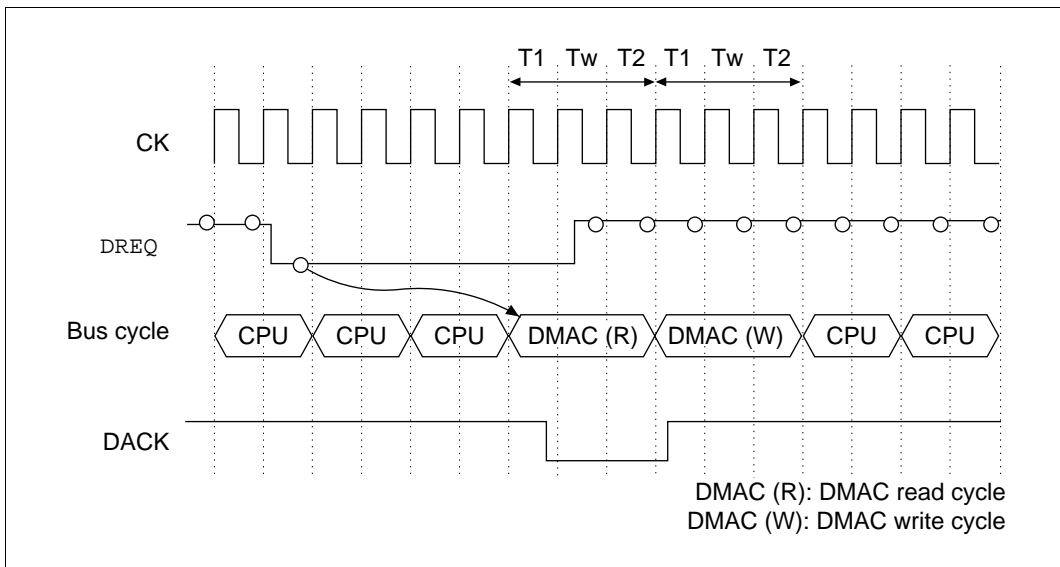 T1 Tw T2 T1 Tw T2
CK
DREQ
Bus cycle CPU CPU CPU DMAC (R) DMAC (W) CPU CPU
DACK
DMAC (R): DMAC read cycle
DMAC (W): DMAC write cycle